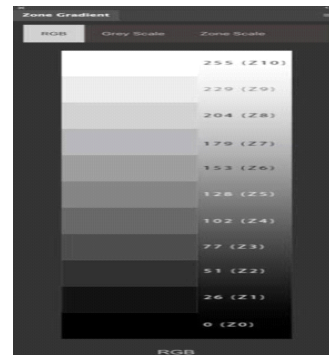 Zone Gradient
RGB Grey Scale Zone Scale
255 (Z10)
229 (Z9)
204 (Z8)
179 (Z7)
153 (Z6)
128 (Z5)
102 (Z4)
77 (Z3)
51 (Z2)
26 (Z1)
0 (Z0)
RGB